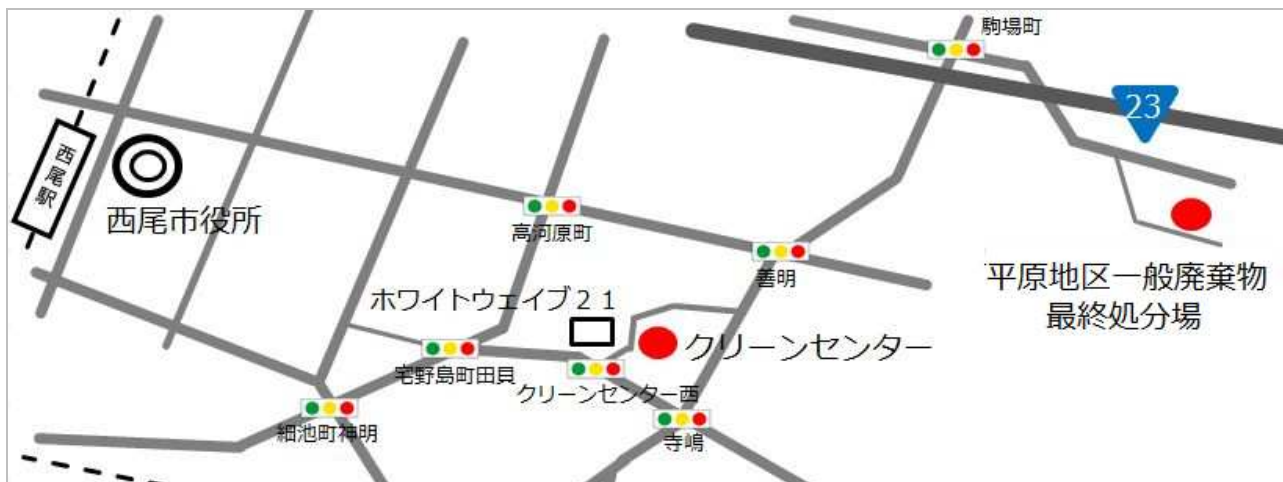 駒場町
23
西尾駅
西尾市役所
高河原町
善明
平原地区一般廃棄物
最終処分場
ホワイトウェイブ２１
クリーンセンター
宅野島町田貝
クリーンセンター西
細池町神明
寺嶋